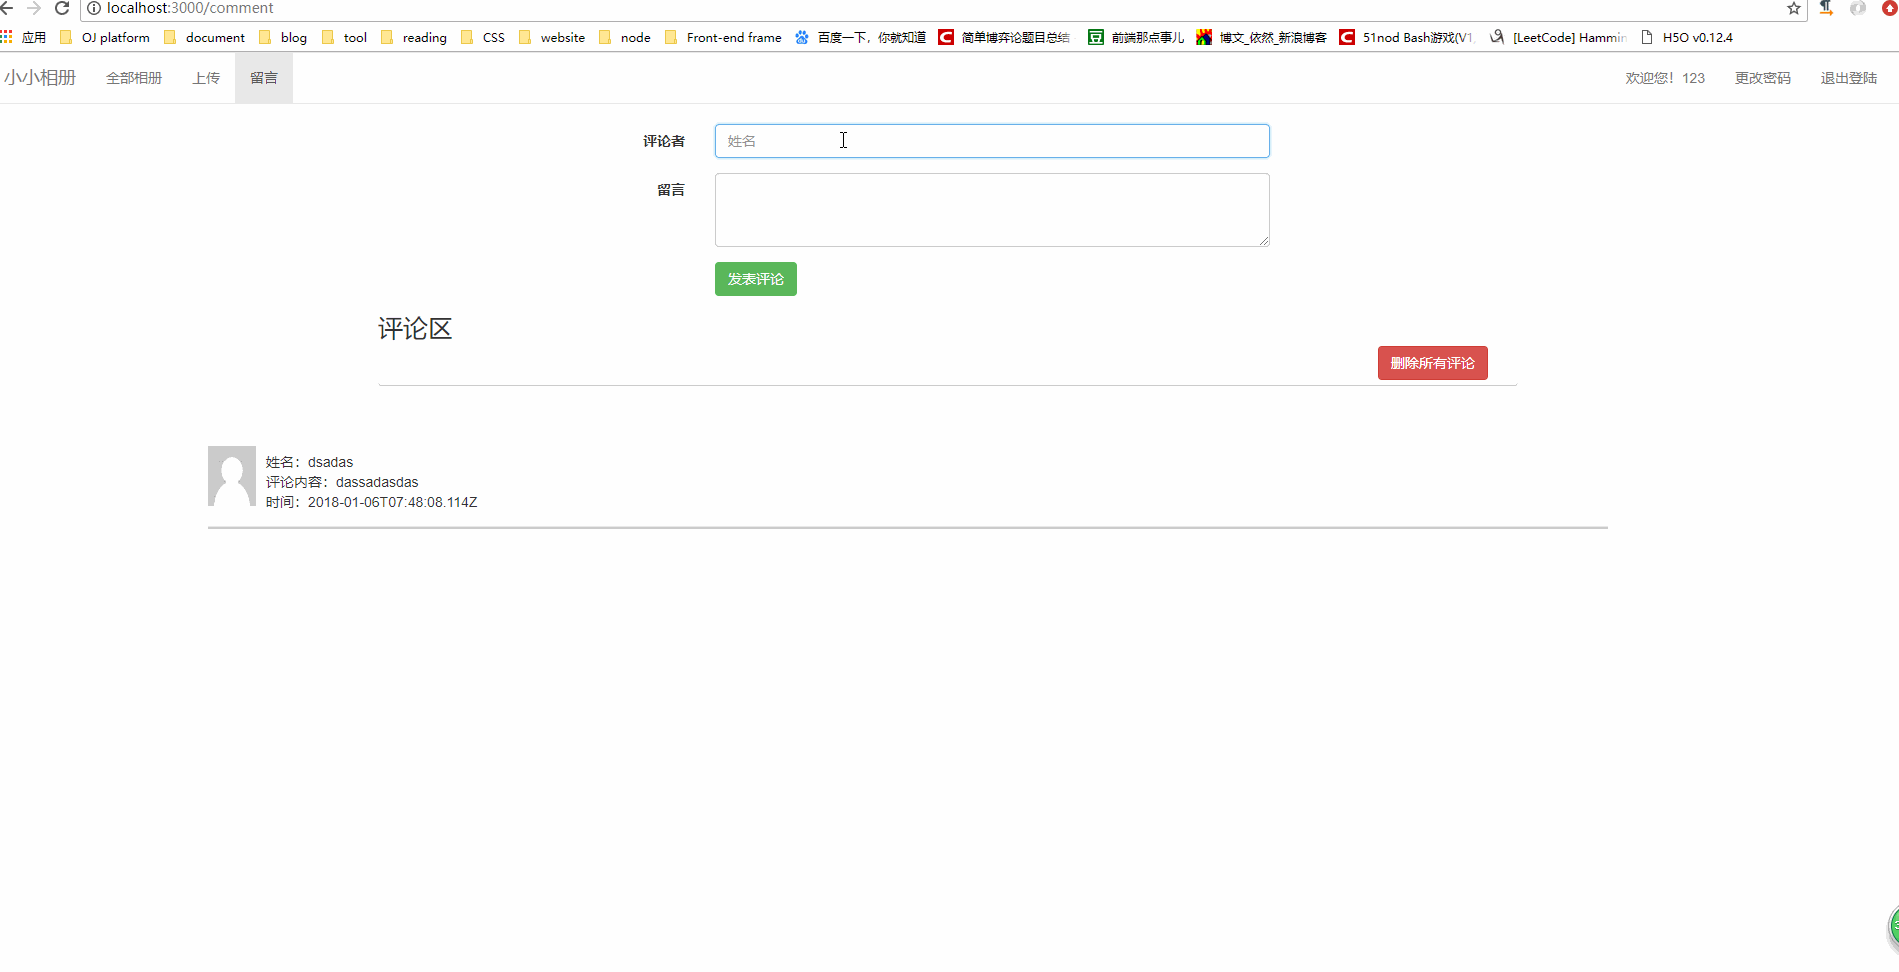 localhost:3000/comment
应用 OJ platform document blog tool reading CSS website node Front-end frame 百度一下，你就知道 简单博弈论题目总结 前端那点事儿 博文_依然_新浪博客 51nod Bash游戏(V1 [LeetCode] Hammin H5O v0.12.4
小小相册 全部相册 上传 留言 欢迎您！123 更改密码 退出登陆
评论者 姓名
留言
发表评论
评论区
删除所有评论
姓名：dsadas
评论内容：dassadasdas
时间：2018-01-06T07:48:08.114Z